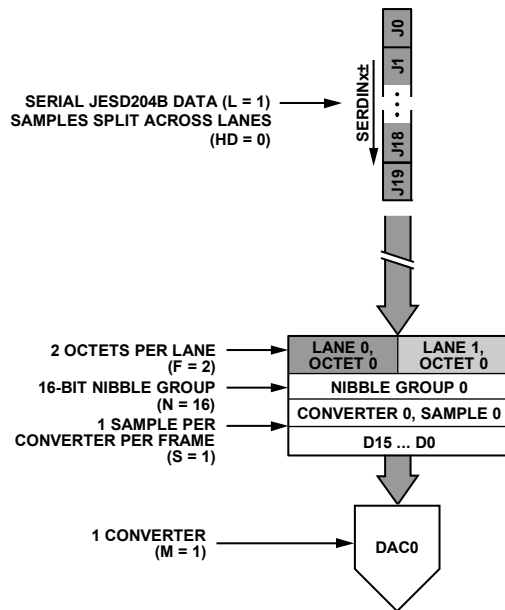 J0
J1
SERIAL JESD204B DATA (L = 1)
SAMPLES SPLIT ACROSS LANES
(HD = 0)
SERDINx±
J18
J19
2 OCTETS PER LANE
(F = 2)
LANE 0,
OCTET 0
LANE 1,
OCTET 0
16-BIT NIBBLE GROUP
(N = 16)
NIBBLE GROUP 0
1 SAMPLE PER
CONVERTER PER FRAME
(S = 1)
CONVERTER 0, SAMPLE 0
D15 ... D0
1 CONVERTER
(M = 1)
DAC0